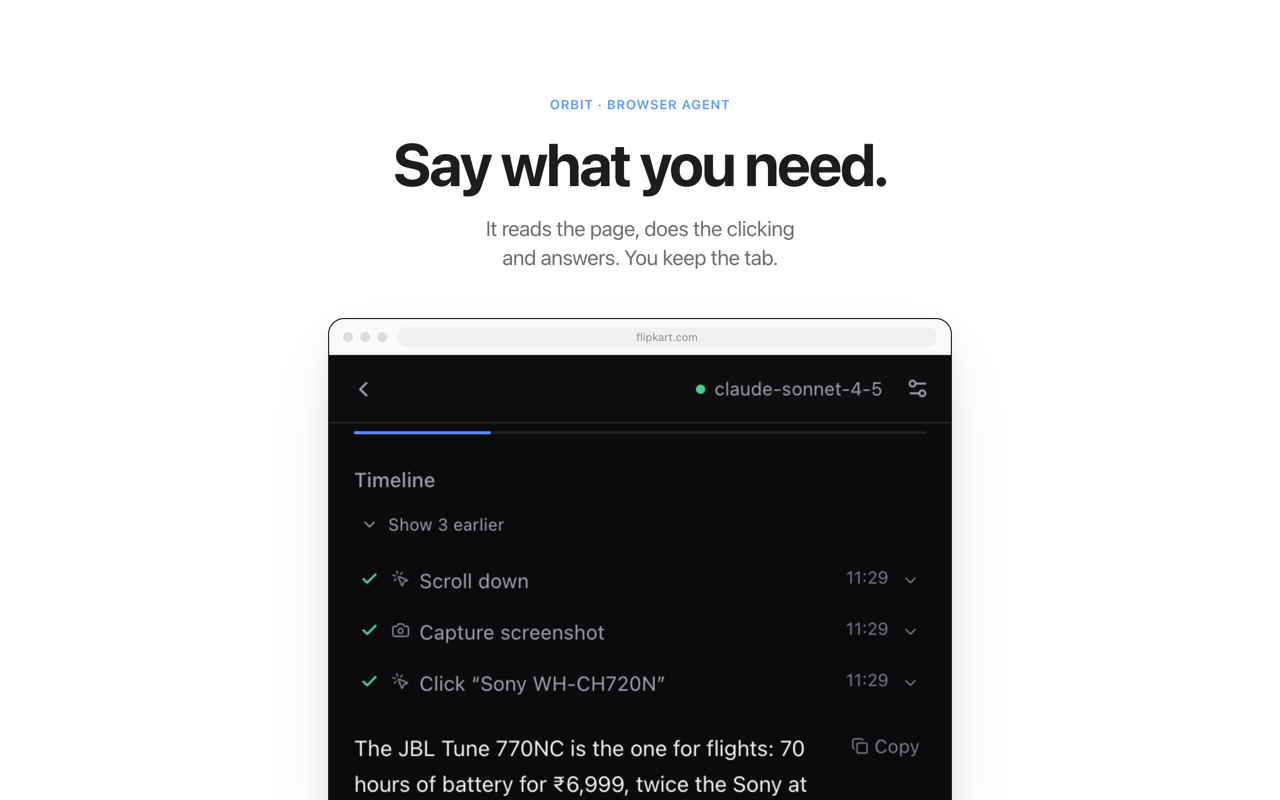 ORBIT · BROWSER AGENT
Say what you need.
It reads the page, does the clicking
and answers. You keep the tab.
flipkart.com
claude-sonnet-4-5
Timeline
Show 3 earlier
Scroll down 11:29
Capture screenshot 11:29
Click “Sony WH-CH720N” 11:29
The JBL Tune 770NC is the one for flights: 70 Copy
hours of battery for ₹6,999, twice the Sony at